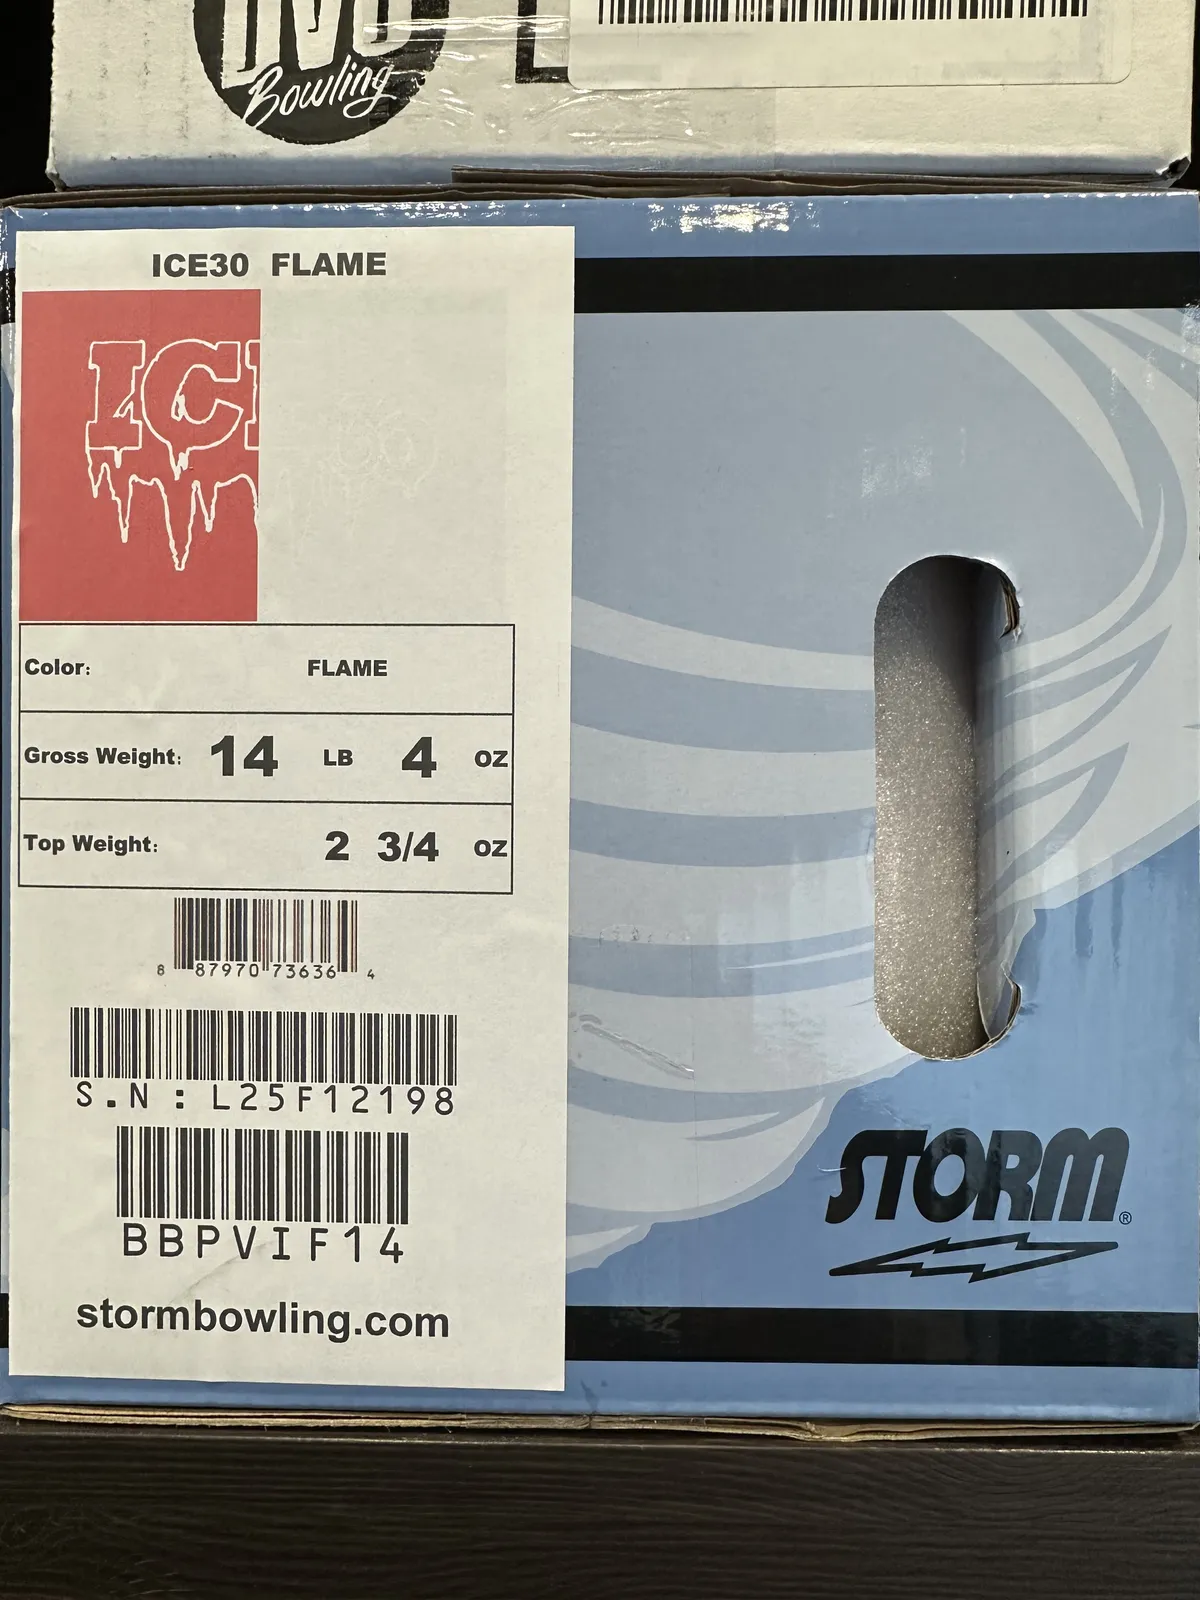 Bowling
ICE30 FLAME
IC
Color: FLAME
Gross Weight: 14 LB 4 OZ
Top Weight: 2 3/4 OZ
8 87970 73636 4
S.N: L25F12198
BBPVIF14
stormbowling.com
STORM®